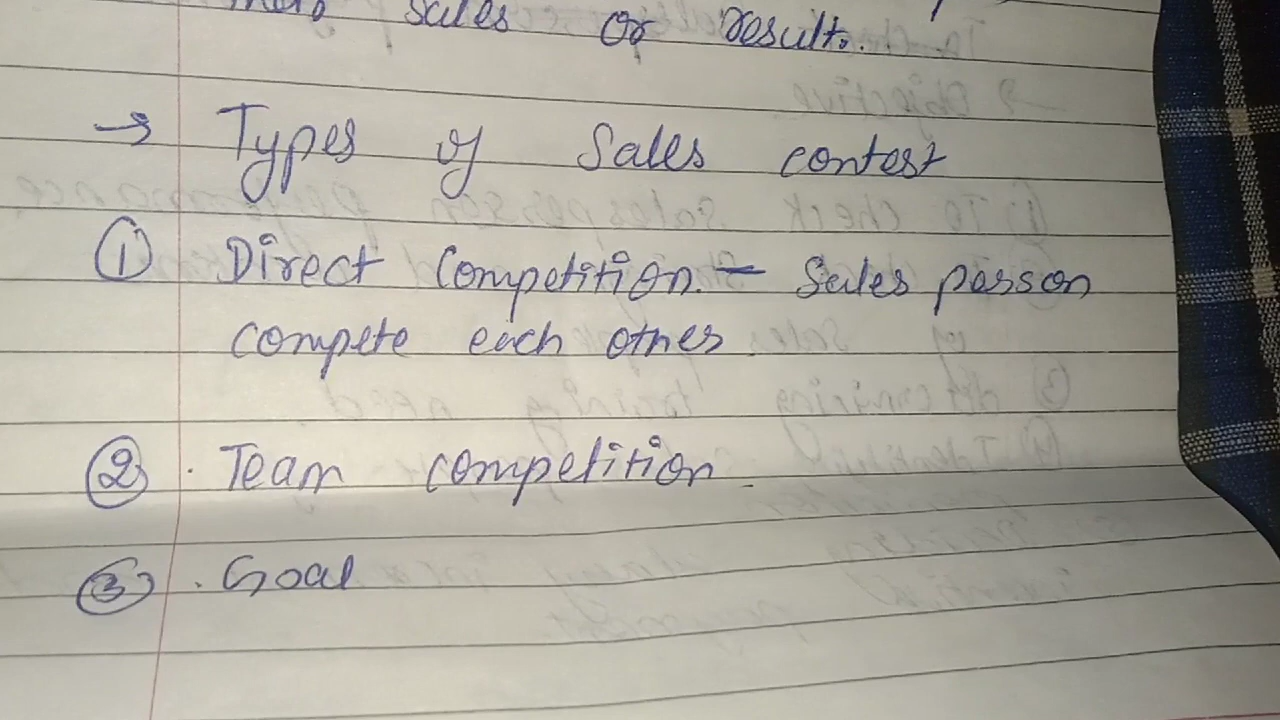 sales or result.
→ Types of Sales contest
① Direct Competition. - Sales person
compete each other.
② . Team competition.
③ . Goal